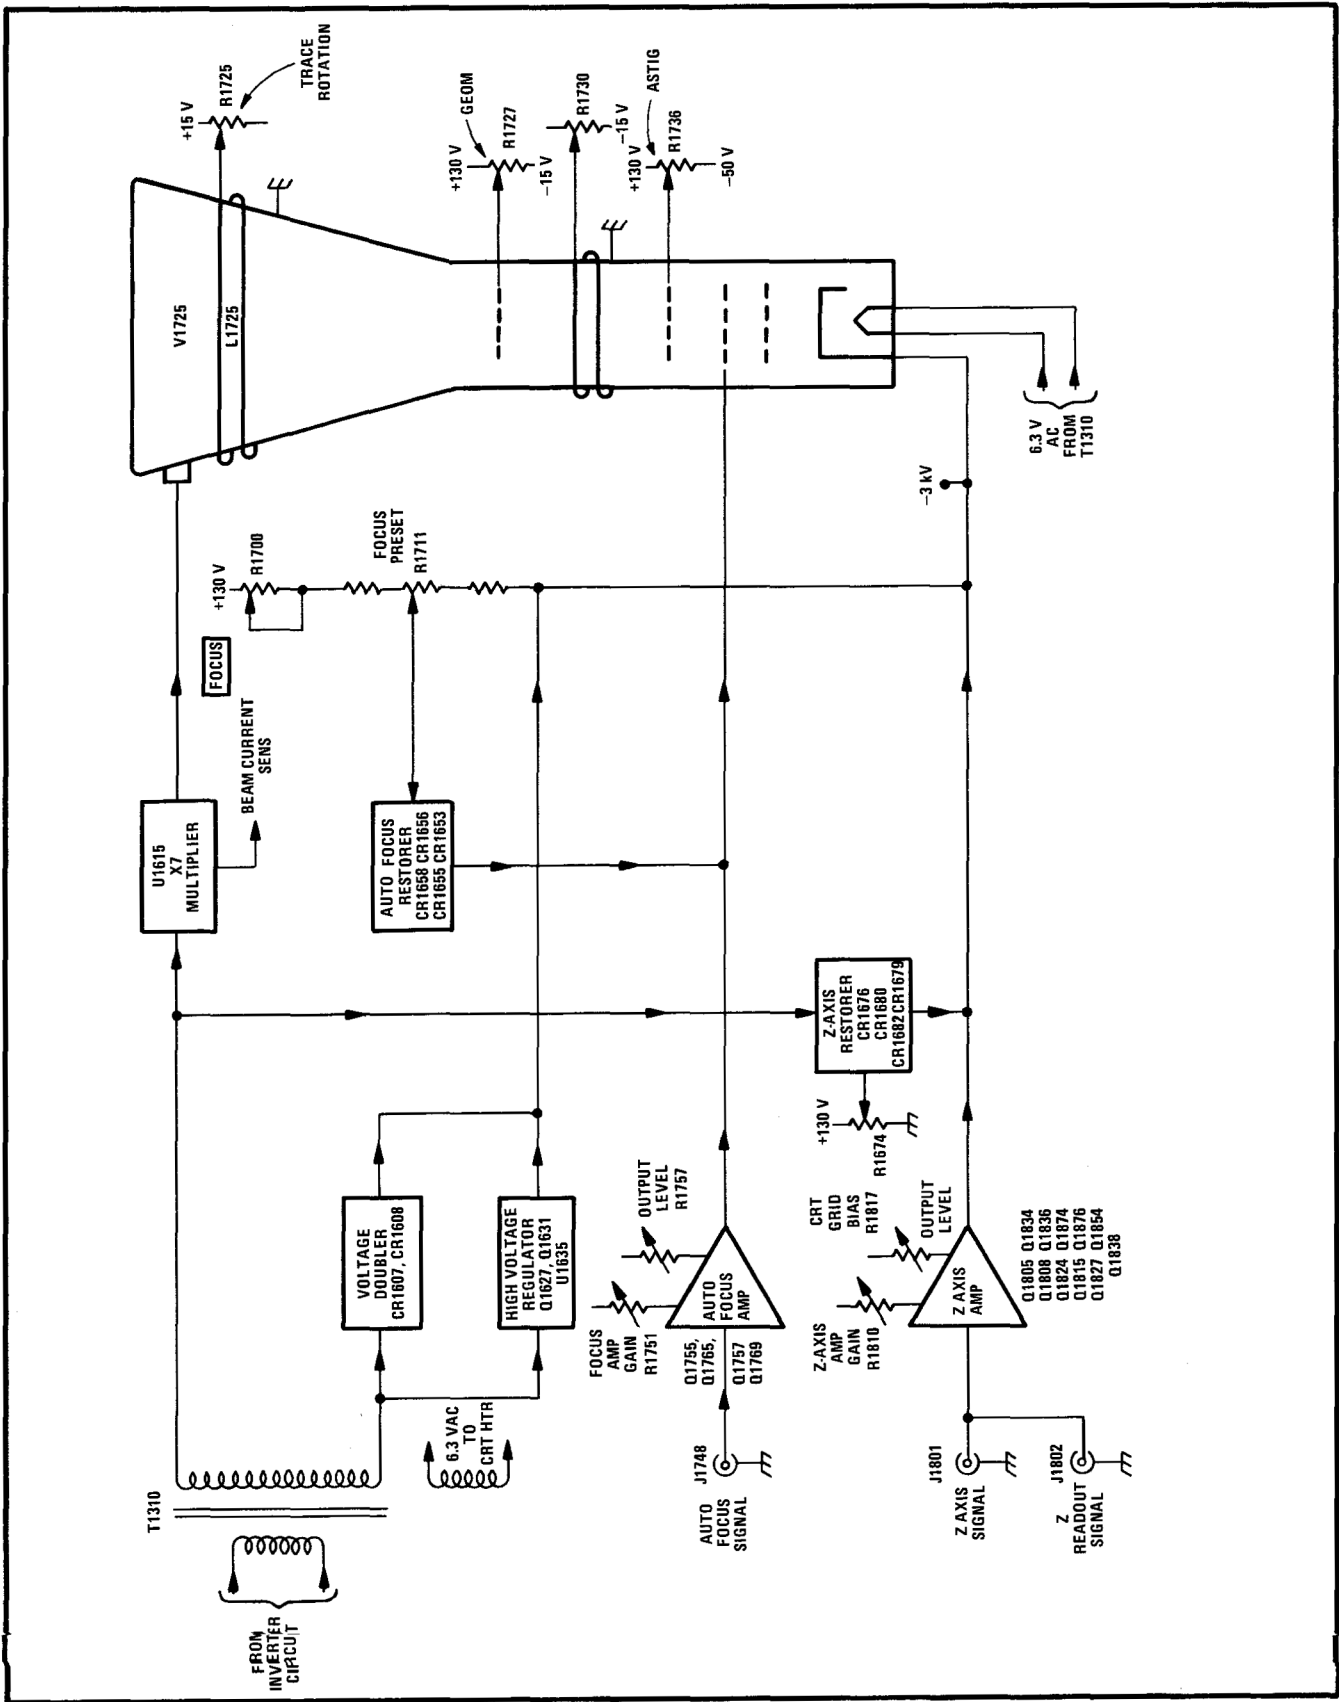 FROM
INVERTER
CIRCUIT
T1310
6.3 VAC
TO
CRT HTR
U1615
X7
MULTIPLIER
BEAM CURRENT
SENS
VOLTAGE
DOUBLER
CR1607, CR1608
HIGH VOLTAGE
REGULATOR
Q1627, Q1631
U1635
AUTO FOCUS
RESTORER
CR1658 CR1656
CR1655 CR1653
FOCUS
+130 V
R1700
FOCUS
PRESET
R1711
V1725
L1725
+15 V
R1725
TRACE
ROTATION
GEOM
+130 V
R1727
-15 V
R1730
-15 V
ASTIG
+130 V
R1736
-50 V
AUTO
FOCUS
SIGNAL
J1748
FOCUS
AMP
GAIN
R1751
OUTPUT
LEVEL
R1757
AUTO
FOCUS
AMP
Q1755,
Q1765,
Q1757
Q1769
Z-AXIS
RESTORER
CR1676
CR1680
CR1682 CR1679
+130 V
R1674
CRT
GRID
BIAS
R1817
OUTPUT
LEVEL
Z-AXIS
AMP
GAIN
R1810
Z AXIS
AMP
Q1805 Q1834
Q1808 Q1836
Q1824 Q1874
Q1815 Q1876
Q1827 Q1854
Q1838
J1801
Z AXIS
SIGNAL
J1802
Z
READOUT
SIGNAL
-3 kV
6.3 V
AC
FROM
T1310